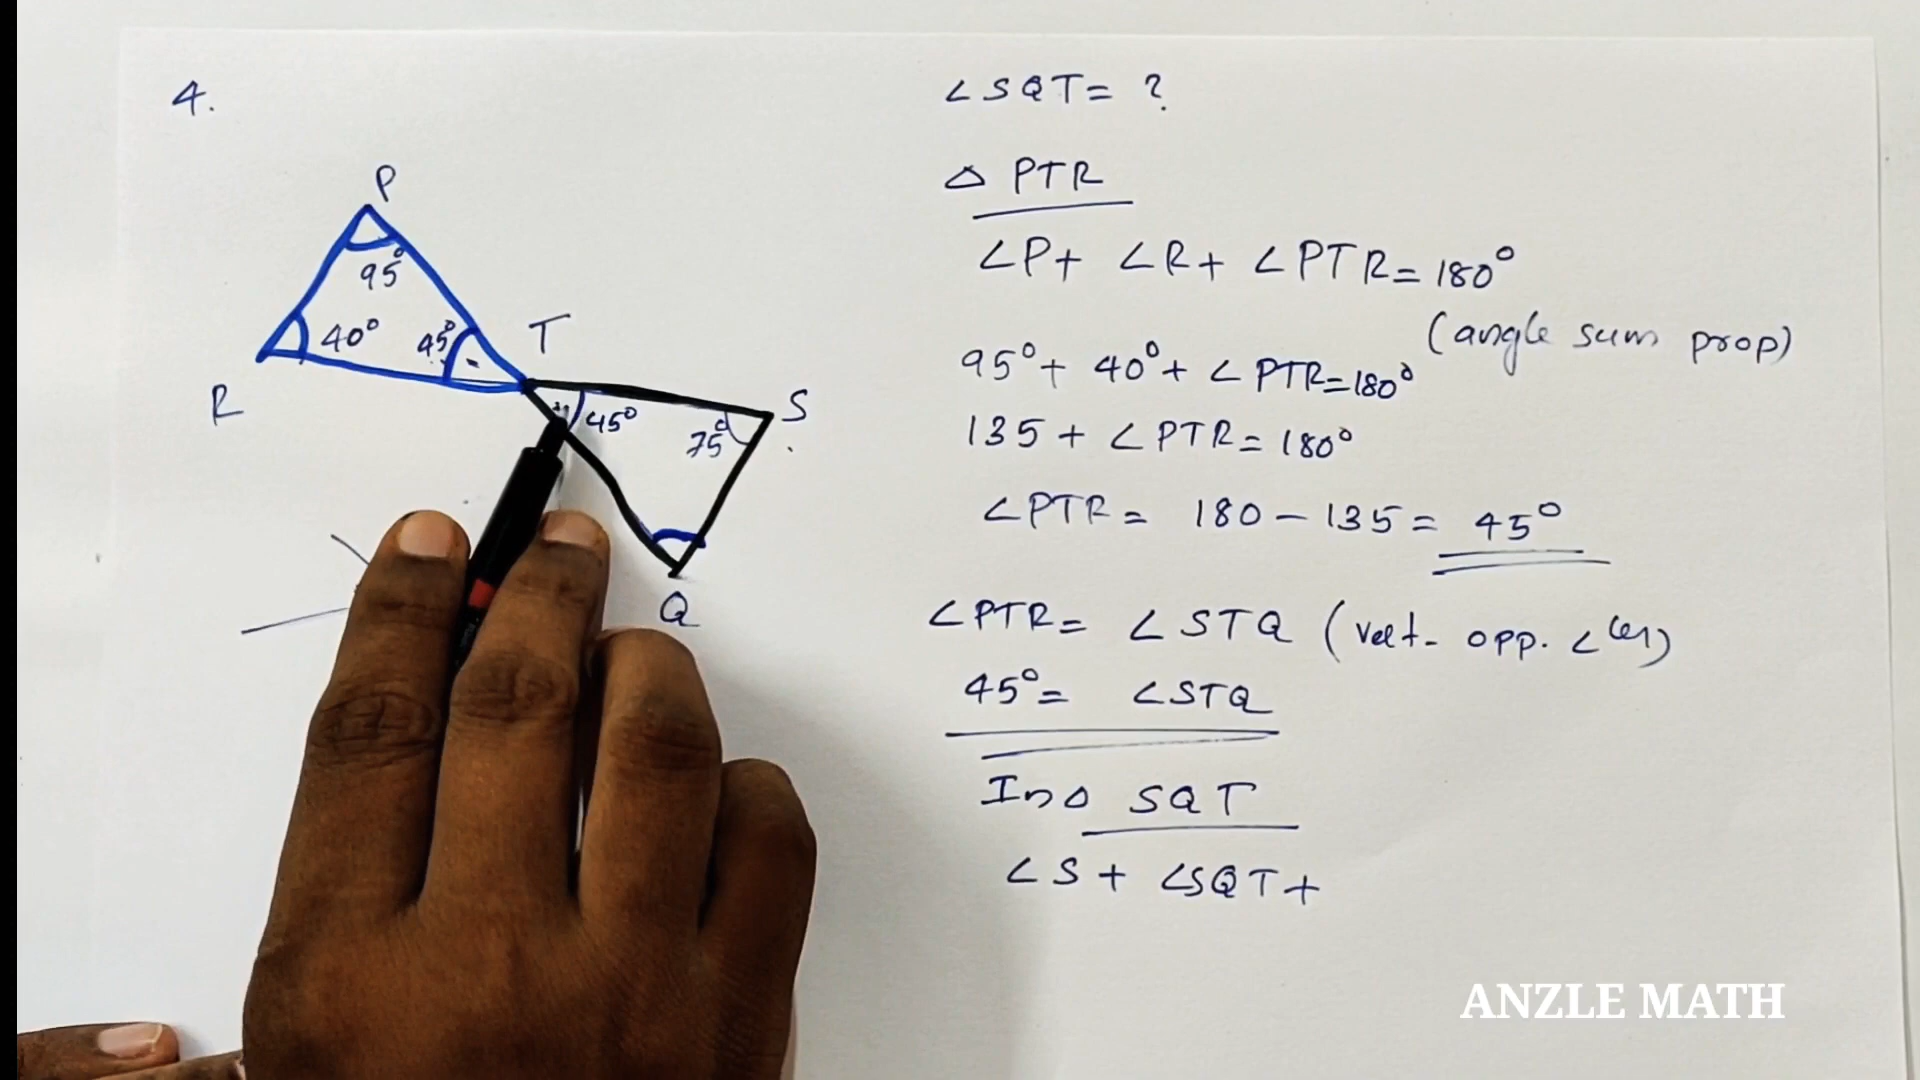 4.
P
95°
40°
45°
T
R
45°
75°
S
Q
∠SQT= ?
△ PTR
∠P+ ∠R+ ∠PTR=180°
(angle sum prop)
95°+ 40°+ ∠PTR=180°
135 + ∠PTR=180°
∠PTR= 180-135= 45°
∠PTR= ∠STQ (vert. opp. ∠les)
45°= ∠STQ
In △ SQT
∠S+ ∠SQT+
ANZLE MATH